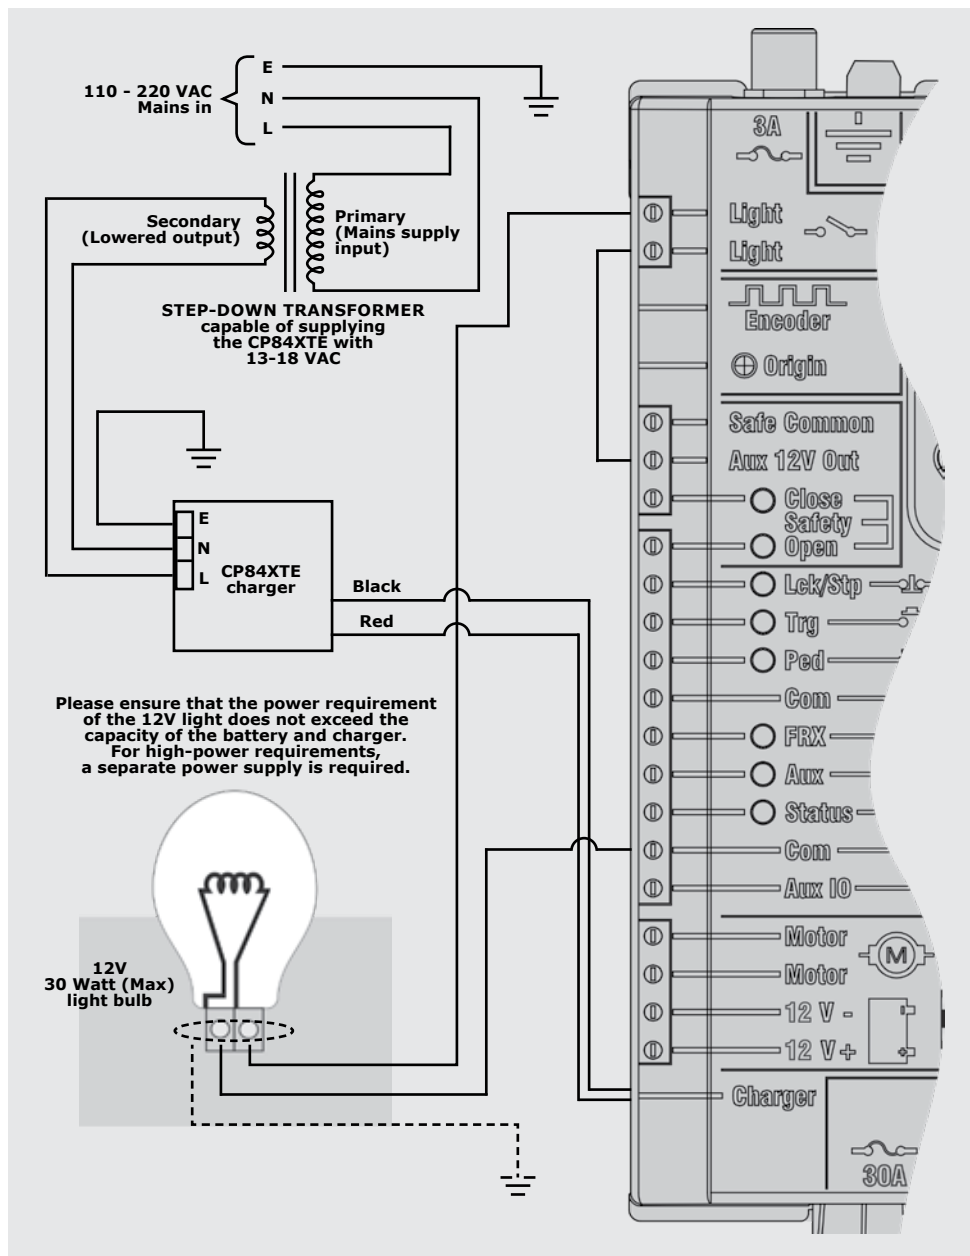 E
110 - 220 VAC
Mains in
N
L
Secondary
(Lowered output)
Primary
(Mains supply
input)
STEP-DOWN TRANSFORMER
capable of supplying
the CP84XTE with
13-18 VAC
E
N
L
CP84XTE
charger
Black
Red
Please ensure that the power requirement
of the 12V light does not exceed the
capacity of the battery and charger.
For high-power requirements,
a separate power supply is required.
12V
30 Watt (Max)
light bulb
3A
Light
Light
Encoder
Origin
Safe Common
Aux 12V Out
Close
Safety
Open
Lck/Stp
Trg
Ped
Com
FRX
Aux
Status
Com
Aux IO
Motor
M
Motor
12 V -
12 V +
Charger
30A